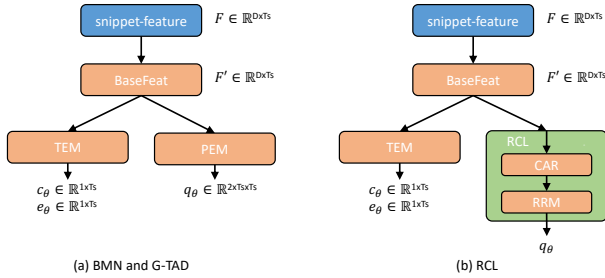 snippet-feature
F ∈ ℝ^{DxTs}
BaseFeat
F′ ∈ ℝ^{DxTs}
TEM
PEM
c_θ ∈ ℝ^{1xTs}
e_θ ∈ ℝ^{1xTs}
q_θ ∈ ℝ^{2xTsxTs}
(a) BMN and G-TAD
snippet-feature
F ∈ ℝ^{DxTs}
BaseFeat
F′ ∈ ℝ^{DxTs}
TEM
RCL
CAR
RRM
c_θ ∈ ℝ^{1xTs}
e_θ ∈ ℝ^{1xTs}
q_θ
(b) RCL